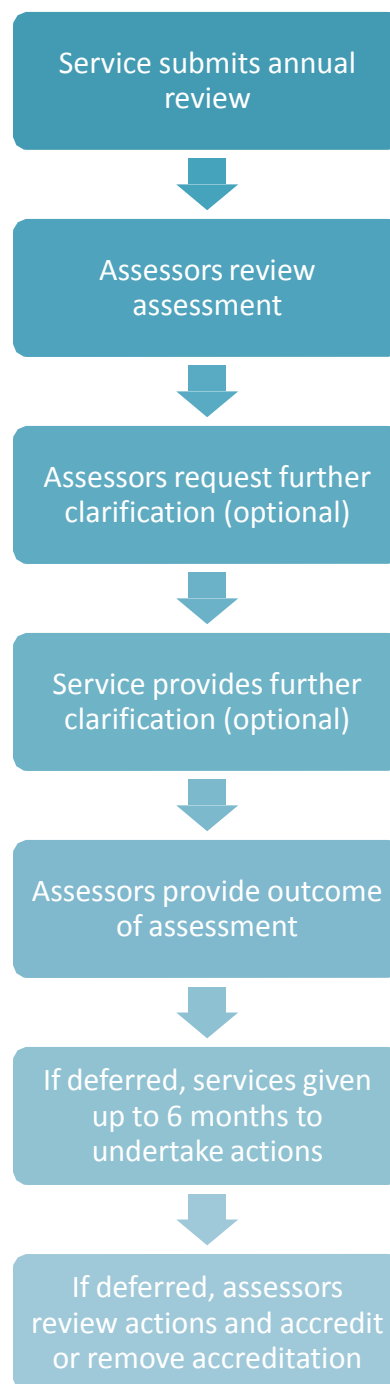 Service submits annual
review
Assessors review
assessment
Assessors request further
clarification (optional)
Service provides further
clarification (optional)
Assessors provide outcome
of assessment
If deferred, services given
up to 6 months to
undertake actions
If deferred, assessors
review actions and accredit
or remove accreditation